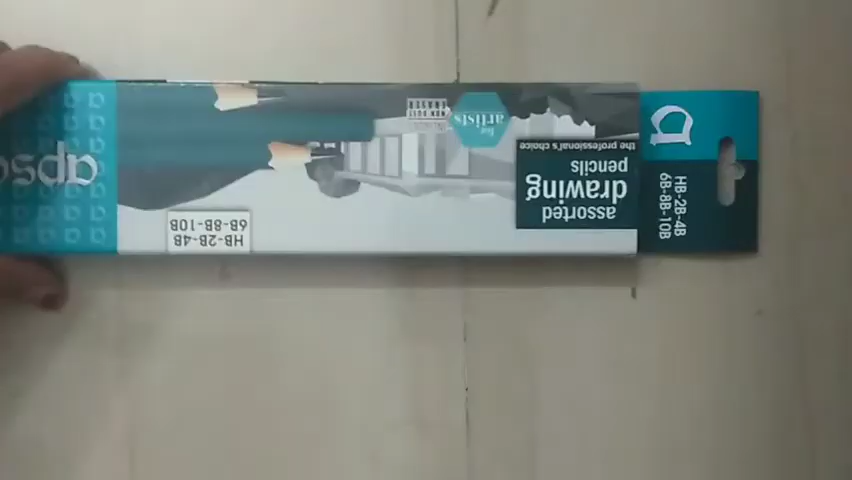 apso
for
artists
assorted
drawing
pencils
the professional's choice
HB-2B-4B
6B-8B-10B
a
HB-2B-4B
6B-8B-10B